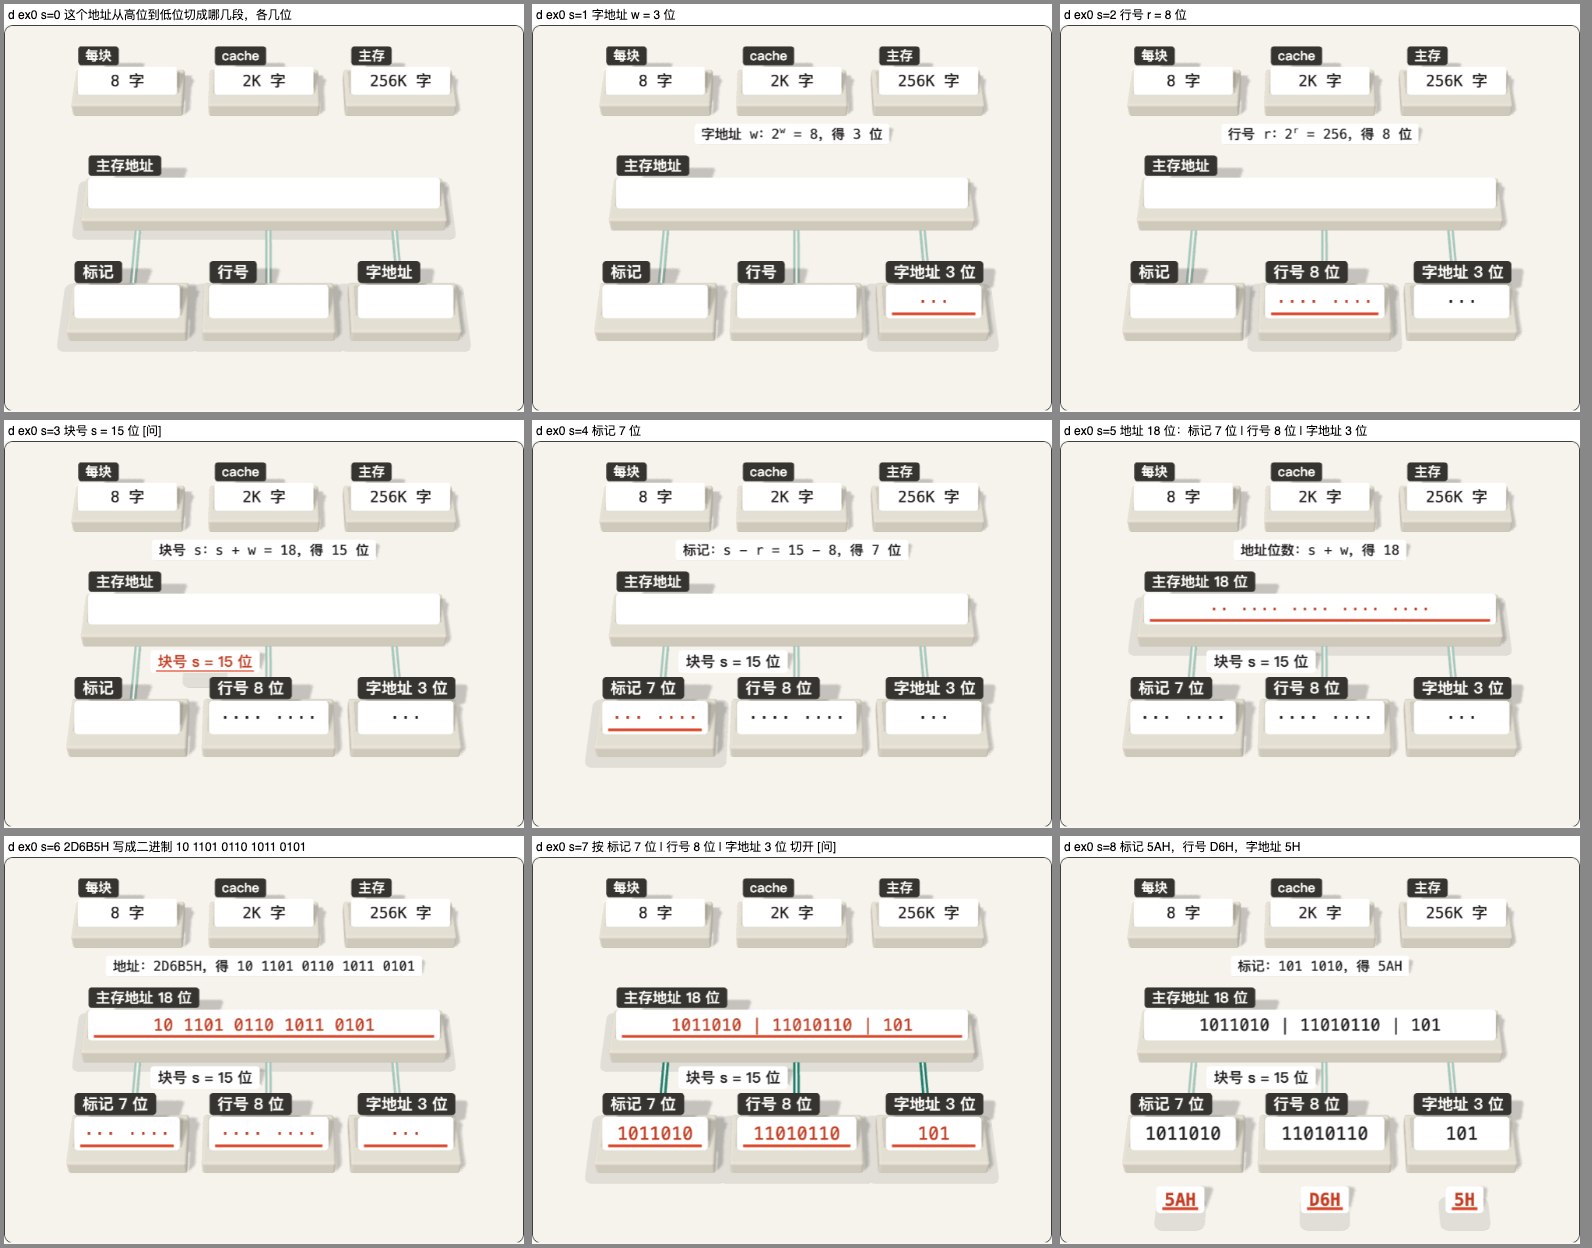 d ex0 s=0 这个地址从高位到低位切成哪几段，各几位
每块 cache 主存
8 字 2K 字 256K 字
主存地址
标记 行号 字地址
d ex0 s=1 字地址 w = 3 位
每块 cache 主存
8 字 2K 字 256K 字
字地址 w: 2ʷ = 8, 得 3 位
主存地址
标记 行号 字地址 3 位
···
d ex0 s=2 行号 r = 8 位
每块 cache 主存
8 字 2K 字 256K 字
行号 r: 2ʳ = 256, 得 8 位
主存地址
标记 行号 8 位 字地址 3 位
···· ···· ···
d ex0 s=3 块号 s = 15 位 [问]
每块 cache 主存
8 字 2K 字 256K 字
块号 s: s + w = 18, 得 15 位
主存地址
块号 s = 15 位
标记 行号 8 位 字地址 3 位
···· ···· ···
d ex0 s=4 标记 7 位
每块 cache 主存
8 字 2K 字 256K 字
标记: s − r = 15 − 8, 得 7 位
主存地址
块号 s = 15 位
标记 7 位 行号 8 位 字地址 3 位
··· ···· ···· ···· ···
d ex0 s=5 地址 18 位：标记 7 位 | 行号 8 位 | 字地址 3 位
每块 cache 主存
8 字 2K 字 256K 字
地址位数: s + w, 得 18
主存地址 18 位
·· ···· ···· ···· ····
块号 s = 15 位
标记 7 位 行号 8 位 字地址 3 位
··· ···· ···· ···· ···
d ex0 s=6 2D6B5H 写成二进制 10 1101 0110 1011 0101
每块 cache 主存
8 字 2K 字 256K 字
地址: 2D6B5H, 得 10 1101 0110 1011 0101
主存地址 18 位
10 1101 0110 1011 0101
块号 s = 15 位
标记 7 位 行号 8 位 字地址 3 位
··· ···· ···· ···· ···
d ex0 s=7 按 标记 7 位 | 行号 8 位 | 字地址 3 位 切开 [问]
每块 cache 主存
8 字 2K 字 256K 字
主存地址 18 位
1011010 | 11010110 | 101
块号 s = 15 位
标记 7 位 行号 8 位 字地址 3 位
1011010 11010110 101
d ex0 s=8 标记 5AH，行号 D6H，字地址 5H
每块 cache 主存
8 字 2K 字 256K 字
标记: 101 1010, 得 5AH
主存地址 18 位
1011010 | 11010110 | 101
块号 s = 15 位
标记 7 位 行号 8 位 字地址 3 位
1011010 11010110 101
5AH D6H 5H